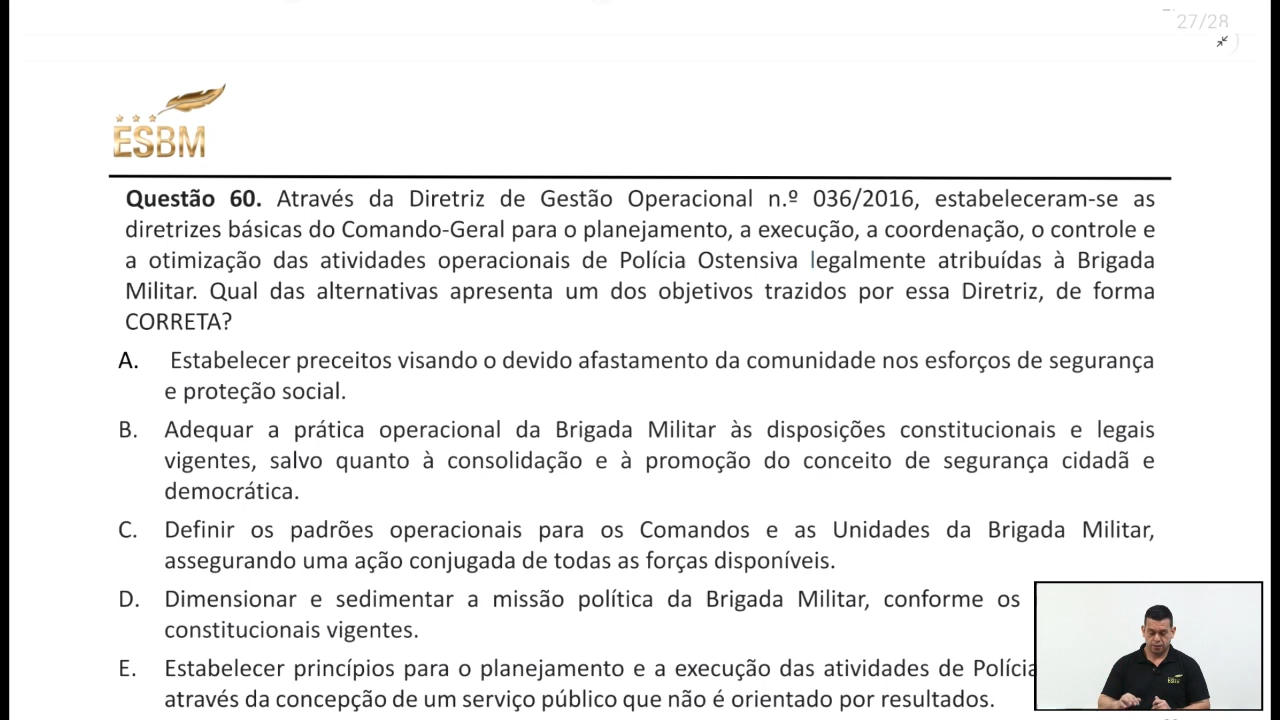 27/28
ESBM
Questão 60. Através da Diretriz de Gestão Operacional n.º 036/2016, estabeleceram-se as
diretrizes básicas do Comando-Geral para o planejamento, a execução, a coordenação, o controle e
a otimização das atividades operacionais de Polícia Ostensiva legalmente atribuídas à Brigada
Militar. Qual das alternativas apresenta um dos objetivos trazidos por essa Diretriz, de forma
CORRETA?
A. Estabelecer preceitos visando o devido afastamento da comunidade nos esforços de segurança
e proteção social.
B. Adequar a prática operacional da Brigada Militar às disposições constitucionais e legais
vigentes, salvo quanto à consolidação e à promoção do conceito de segurança cidadã e
democrática.
C. Definir os padrões operacionais para os Comandos e as Unidades da Brigada Militar,
assegurando uma ação conjugada de todas as forças disponíveis.
D. Dimensionar e sedimentar a missão política da Brigada Militar, conforme os
constitucionais vigentes.
E. Estabelecer princípios para o planejamento e a execução das atividades de Polícia
através da concepção de um serviço público que não é orientado por resultados.
ESBM